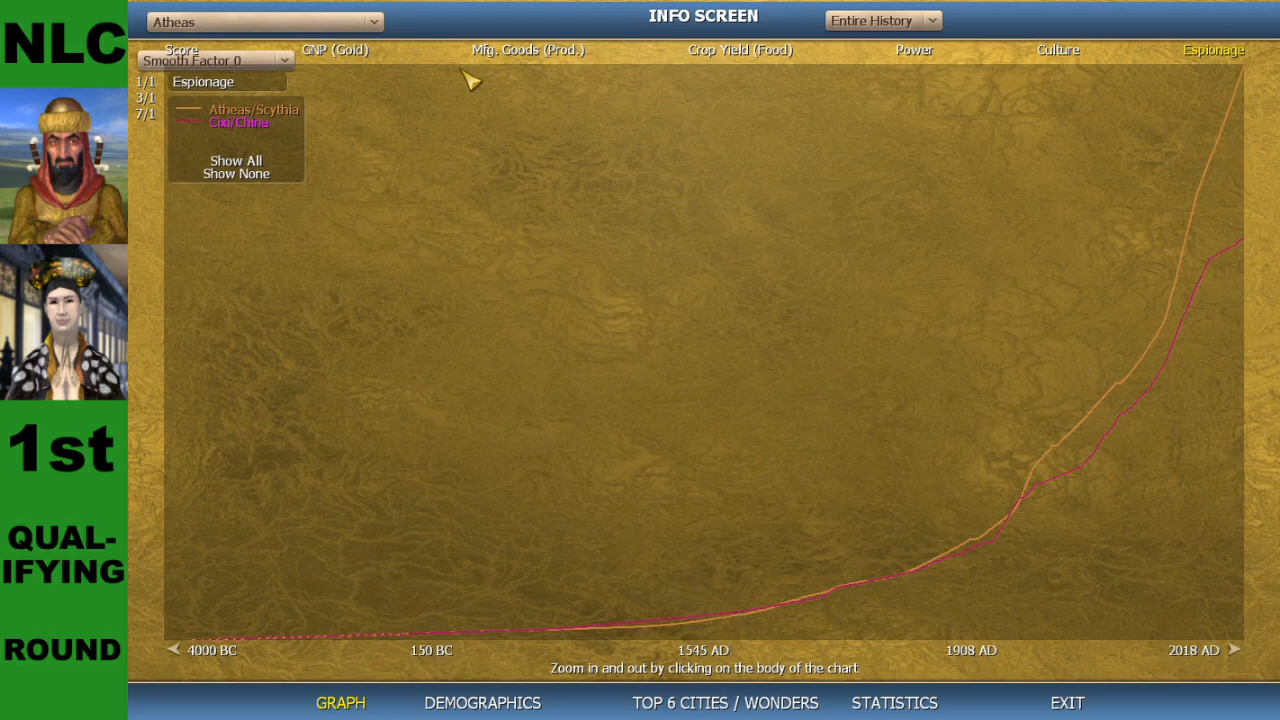 NLC
1st
QUAL-
IFYING
ROUND
Atheas
INFO SCREEN
Entire History
Score GNP (Gold) Mfg. Goods (Prod.) Crop Yield (Food) Power Culture Espionage
Smooth Factor 0
1/1
3/1
7/1
Espionage
Atheas/Scythia
Cixi/China
Show All
Show None
4000 BC 150 BC 1545 AD 1908 AD 2018 AD
Zoom in and out by clicking on the body of the chart
GRAPH DEMOGRAPHICS TOP 6 CITIES / WONDERS STATISTICS EXIT